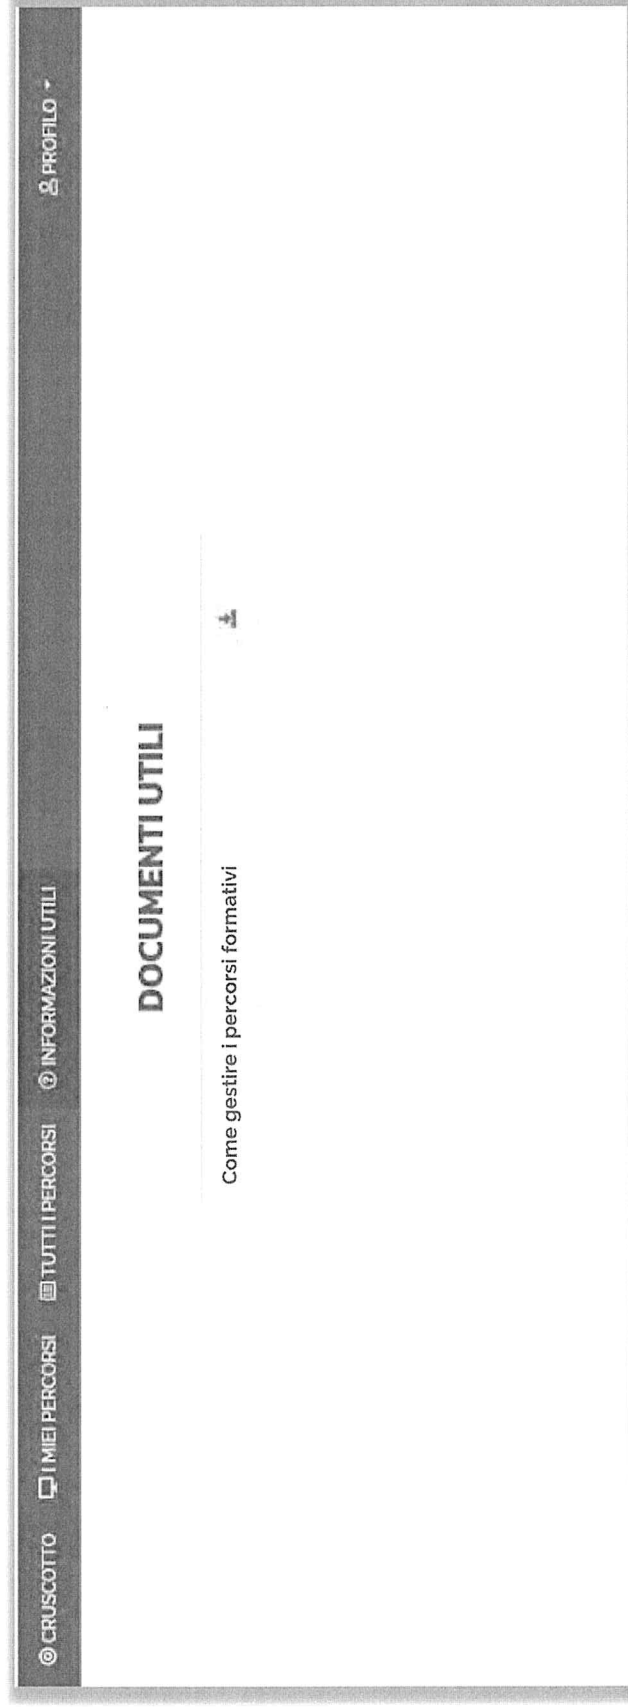 CRUSCOTTO I MIEI PERCORSI TUTTI I PERCORSI INFORMAZIONI UTILI PROFILO
DOCUMENTI UTILI
Come gestire i percorsi formativi